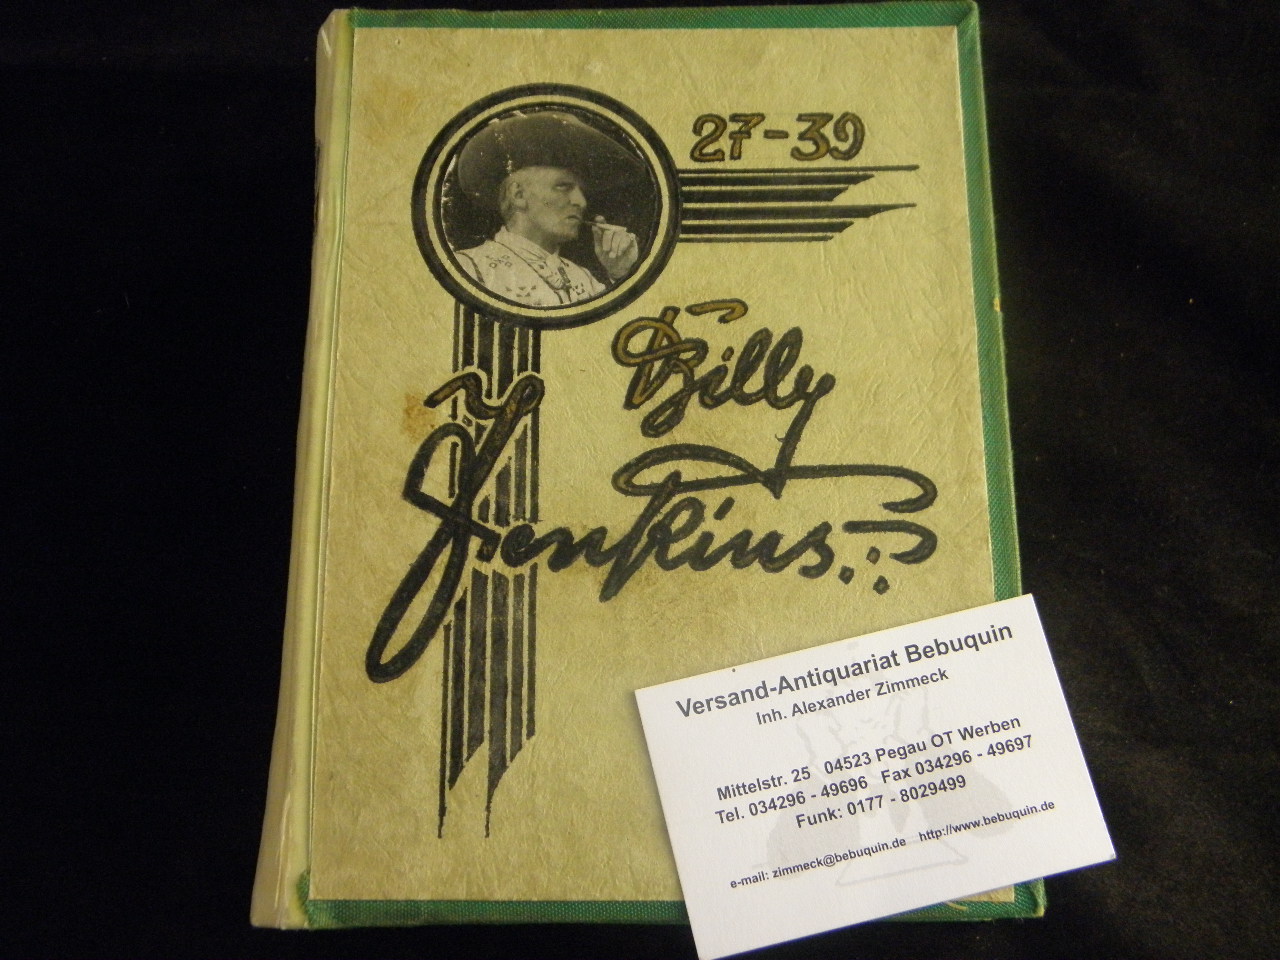 27-39
Billy
Jenkins
Versand-Antiquariat Bebuquin
Inh. Alexander Zimmeck
Mittelstr. 25 04523 Pegau OT Werben
Tel. 034296 - 49696 Fax 034296 - 49697
Funk: 0177 - 8029499
e-mail: zimmeck@bebuquin.de http://www.bebuquin.de